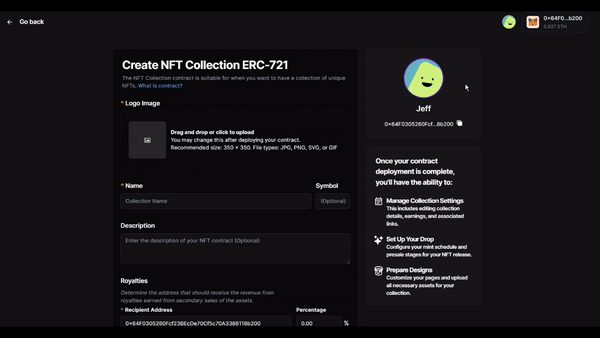 Go back
0x64F0...b200
0.927 ETH
Create NFT Collection ERC-721
The NFT Collection contract is suitable for when you want to have a collection of unique
NFTs. What is contract?
* Logo Image
Drag and drop or click to upload
You may change this after deploying your contract.
Recommended size: 350 x 350. File types: JPG, PNG, SVG, or GIF
* Name
Symbol
Collection Name
(Optional)
Description
Enter the description of your NFT contract (Optional)
Royalties
Determine the address that should receive the revenue from
royalties earned from secondary sales of the assets.
* Recipient Address
Percentage
0x64F0305260Fcf23BEcDe70Cf5c70A3386118b200
0.00
%
Jeff
0x64F0305260Fcf...8b200
Once your contract
deployment is complete,
you'll have the ability to:
Manage Collection Settings
This includes editing collection
details, earnings, and associated
links.
Set Up Your Drop
Configure your mint schedule and
presale stages for your NFT release.
Prepare Designs
Customize your pages and upload
all necessary assets for your
collection.